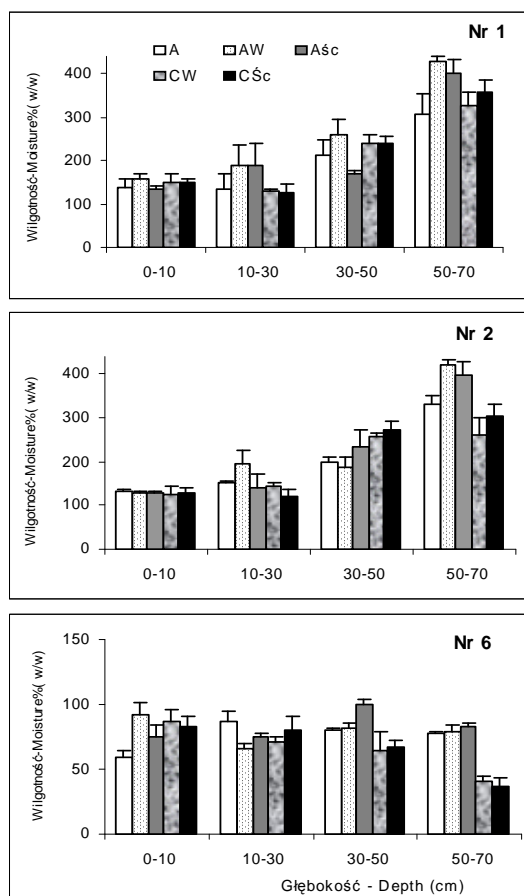 Nr 1
A AW Aśc
CW CŚc
Wilgotność-Moisture%( w/w)
400
300
200
100
0
0-10 10-30 30-50 50-70
Nr 2
Wilgotność-Moisture%( w/w)
400
300
200
100
0
0-10 10-30 30-50 50-70
Nr 6
Wilgotność-Moisture%( w/w)
150
100
50
0
0-10 10-30 30-50 50-70
Głębokość - Depth (cm)